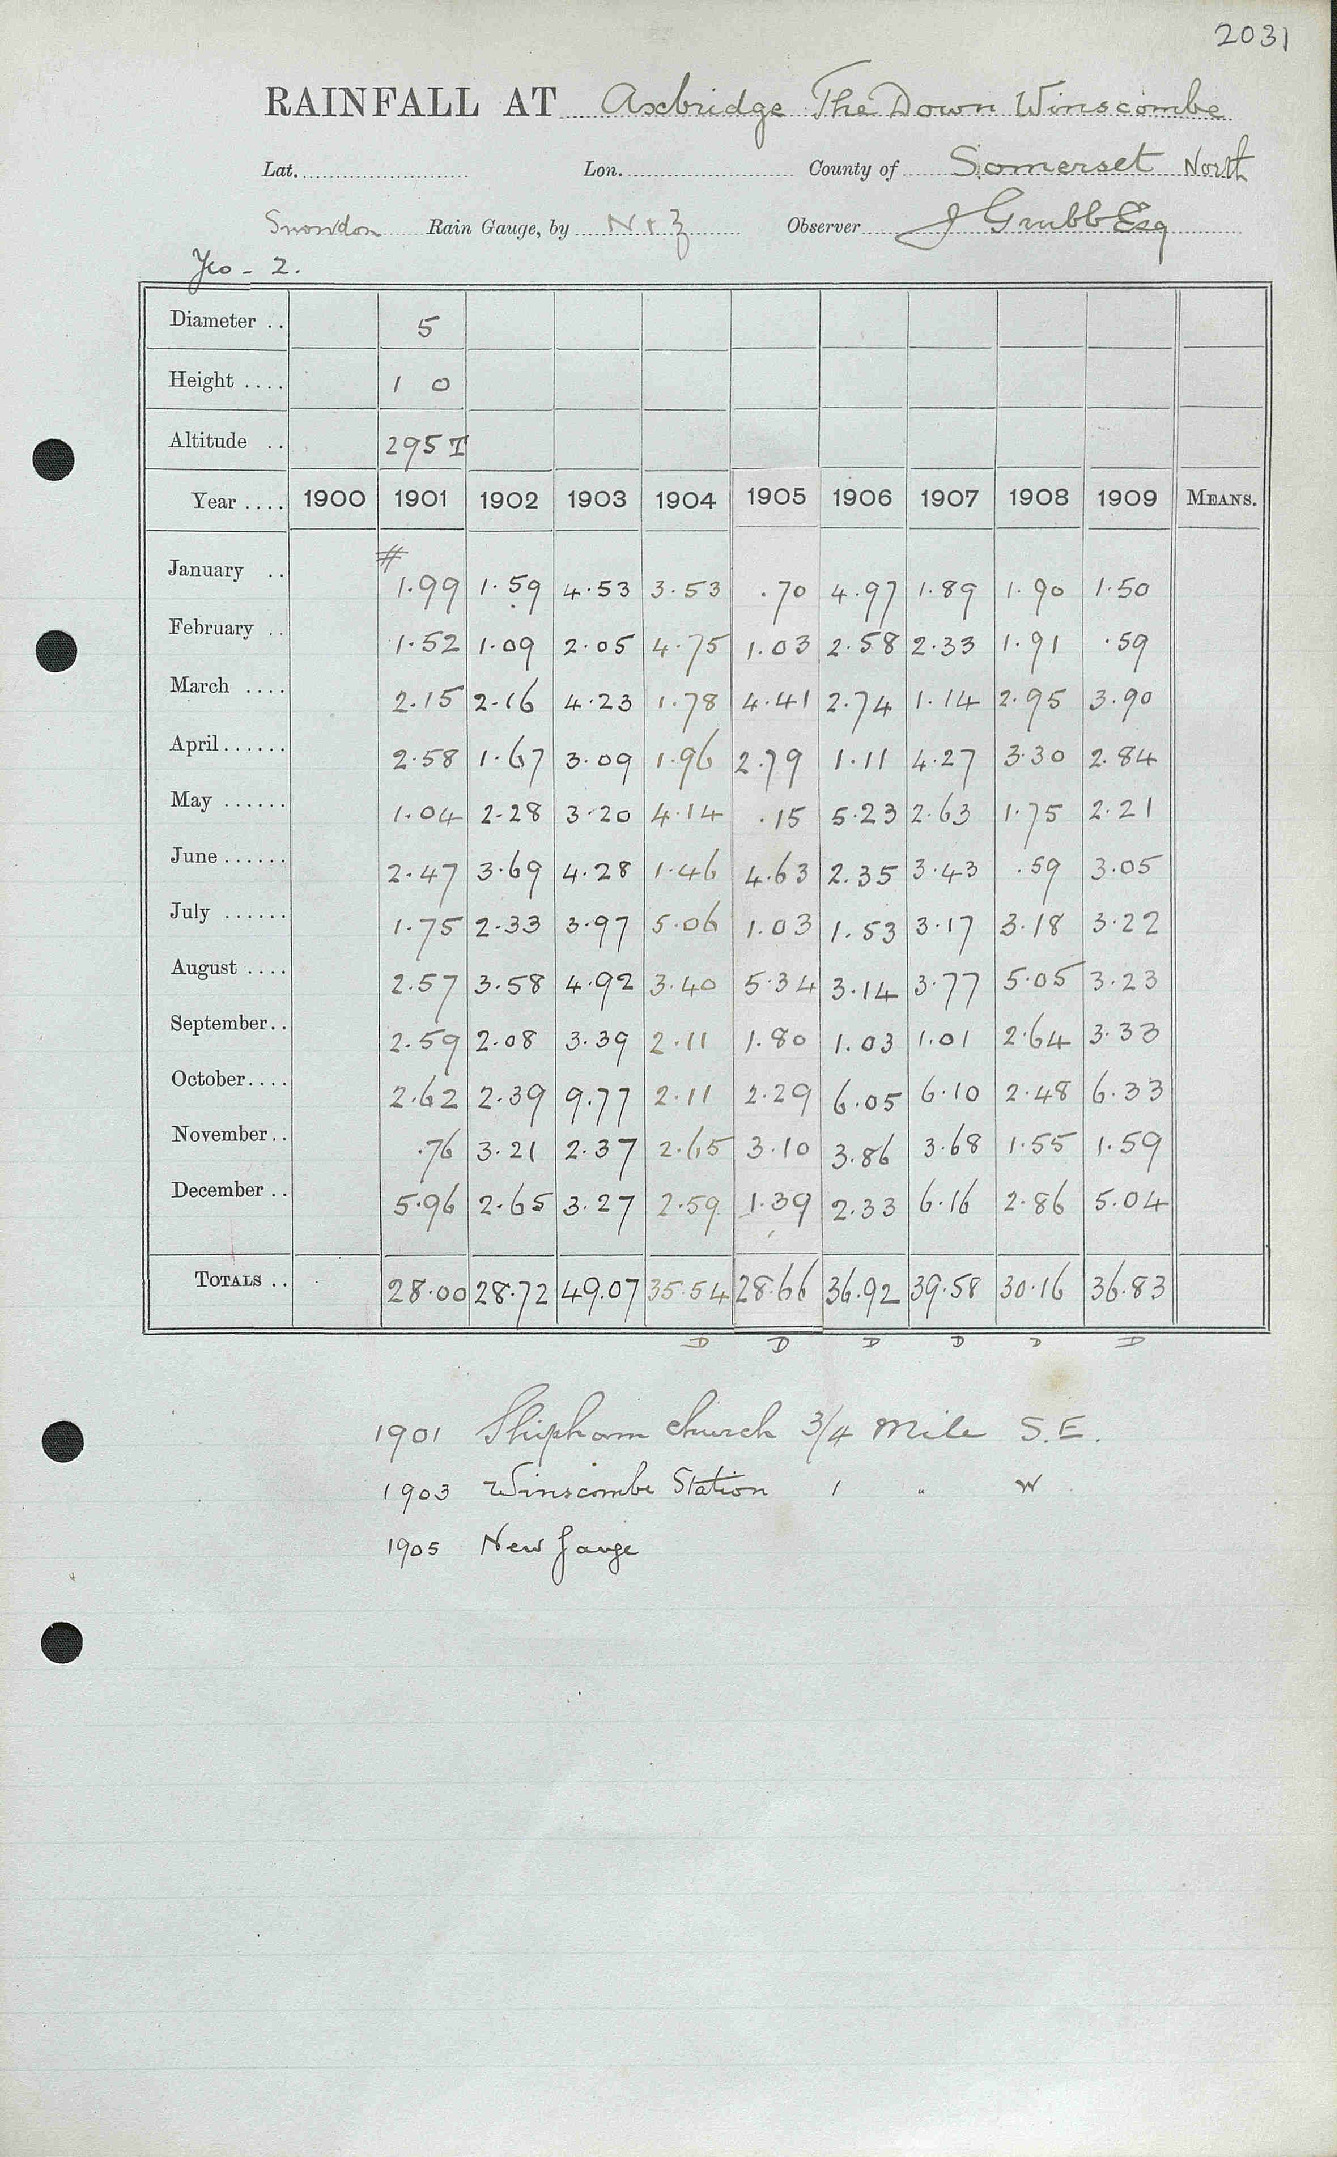 2031
RAINFALL AT Axbridge The Down Winscombe
Lat. Lon. County of Somerset North
Snowdon Rain Gauge, by N & Z Observer J Grubb Esq
Yeo - 2.
Diameter .. 5
Height .... 1 0
Altitude .. 295 T
Year .... 1900 1901 1902 1903 1904 1905 1906 1907 1908 1909 MEANS.
January .. # 1.99 1.59 4.53 3.53 .70 4.97 1.89 1.90 1.50
February .. 1.52 1.09 2.05 4.75 1.03 2.58 2.33 1.91 .59
March .... 2.15 2.16 4.23 1.78 4.41 2.74 1.14 2.95 3.90
April...... 2.58 1.67 3.09 1.96 2.79 1.11 4.27 3.30 2.84
May ...... 1.04 2.28 3.20 4.14 .15 5.23 2.63 1.75 2.21
June...... 2.47 3.69 4.28 1.46 4.63 2.35 3.43 .59 3.05
July ...... 1.75 2.33 3.97 5.06 1.03 1.53 3.17 3.18 3.22
August .... 2.57 3.58 4.92 3.40 5.34 3.14 3.77 5.05 3.23
September.. 2.59 2.08 3.39 2.11 1.80 1.03 1.01 2.64 3.33
October.... 2.62 2.39 9.77 2.11 2.29 6.05 6.10 2.48 6.33
November.. .76 3.21 2.37 2.65 3.10 3.86 3.68 1.55 1.59
December .. 5.96 2.65 3.27 2.59 1.39 2.33 6.16 2.86 5.04
TOTALS .. 28.00 28.72 49.07 35.54 28.66 36.92 39.58 30.16 36.83
D D D D D D
1901 Shipham church 3/4 Mile S.E.
1903 Winscombe Station 1 " W
1905 New Gauge